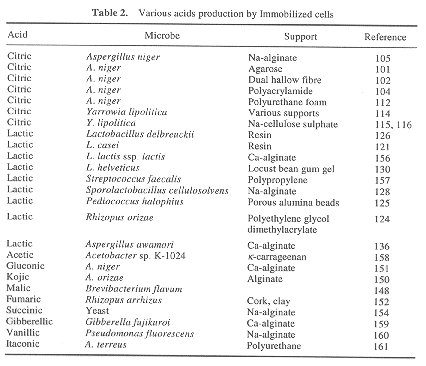 Table 2. Various acids production by Immobilized cells
Acid Microbe Support Reference
Citric Aspergillus niger Na-alginate 105
Citric A. niger Agarose 101
Citric A. niger Dual hallow fibre 102
Citric A. niger Polyacrylamide 104
Citric A. niger Polyurethane foam 112
Citric Yarrowia lipolitica Various supports 114
Citric Y. lipolitica Na-cellulose sulphate 115, 116
Lactic Lactobacillus delbreuckii Resin 126
Lactic L. casei Resin 121
Lactic L. lactis ssp. lactis Ca-alginate 156
Lactic L. helveticus Locust bean gum gel 130
Lactic Streptococcus faecalis Polypropylene 157
Lactic Sporolactobacillus cellulosolvens Na-alginate 128
Lactic Pediococcus halophius Porous alumina beads 125
Lactic Rhizopus orizae Polyethylene glycol 124
dimethylacrylate
Lactic Aspergillus awamori Ca-alginate 136
Acetic Acetobacter sp. K-1024 κ-carrageenan 158
Gluconic A. niger Ca-alginate 151
Kojic A. orizae Alginate 150
Malic Brevibacterium flavum 148
Fumaric Rhizopus arrhizus Cork, clay 152
Succinic Yeast Na-alginate 154
Gibberellic Gibberella fujikuroi Ca-alginate 159
Vanillic Pseudomonas fluorescens Na-alginate 160
Itaconic A. terreus Polyurethane 161